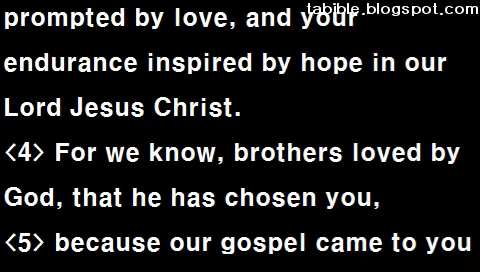 tabible.blogspot.com
prompted by love, and your
endurance inspired by hope in our
Lord Jesus Christ.
<4> For we know, brothers loved by
God, that he has chosen you,
<5> because our gospel came to you